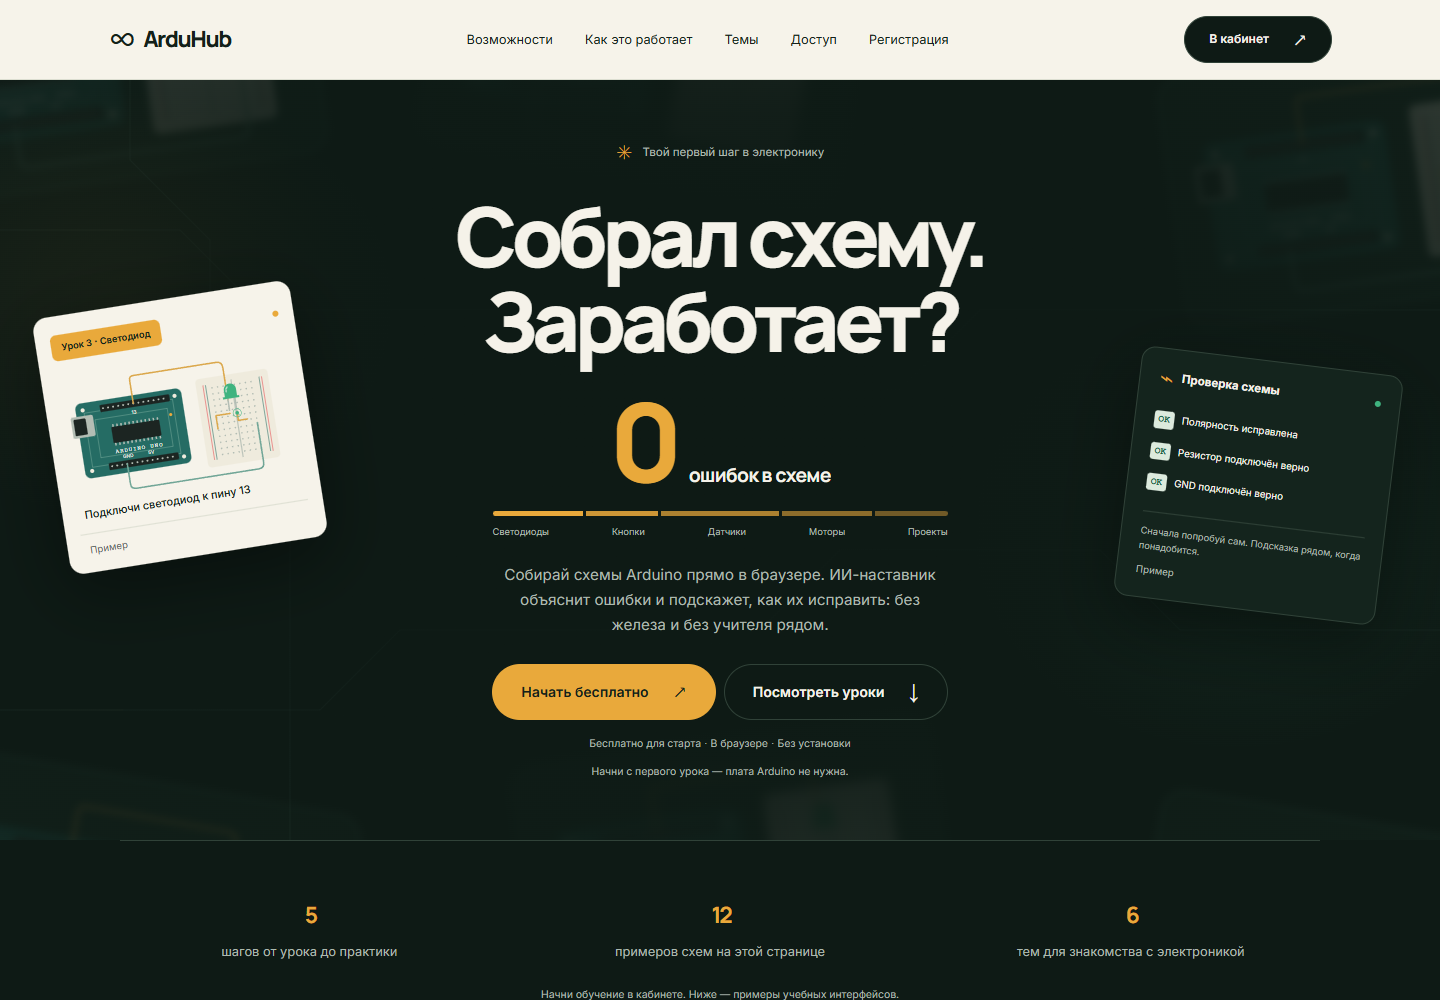 ArduHub
Возможности
Как это работает
Темы
Доступ
Регистрация
В кабинет ↗
Твой первый шаг в электронику
Собрал схему.
Заработает?
0 ошибок в схеме
Светодиоды
Кнопки
Датчики
Моторы
Проекты
Собирай схемы Arduino прямо в браузере. ИИ-наставник
объяснит ошибки и подскажет, как их исправить: без
железа и без учителя рядом.
Начать бесплатно ↗
Посмотреть уроки ↓
Бесплатно для старта · В браузере · Без установки
Начни с первого урока — плата Arduino не нужна.
Урок 3 · Светодиод
13
ARDUINO UNO
GND 5V
Подключи светодиод к пину 13
Пример
Проверка схемы
OK Полярность исправлена
OK Резистор подключён верно
OK GND подключён верно
Сначала попробуй сам. Подсказка рядом, когда
понадобится.
Пример
5
шагов от урока до практики
12
примеров схем на этой странице
6
тем для знакомства с электроникой
Начни обучение в кабинете. Ниже — примеры учебных интерфейсов.